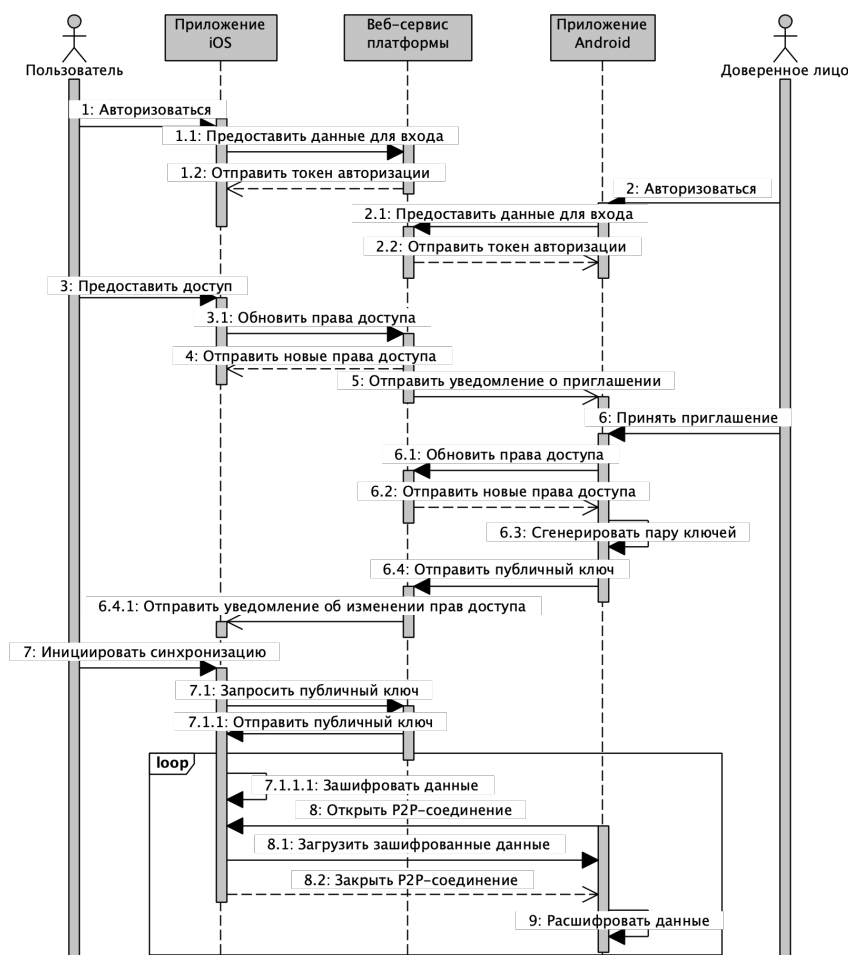 Приложение
iOS
Веб-сервис
платформы
Приложение
Android
Пользователь
Доверенное лицо
1: Авторизоваться
1.1: Предоставить данные для входа
1.2: Отправить токен авторизации
2: Авторизоваться
2.1: Предоставить данные для входа
2.2: Отправить токен авторизации
3: Предоставить доступ
3.1: Обновить права доступа
4: Отправить новые права доступа
5: Отправить уведомление о приглашении
6: Принять приглашение
6.1: Обновить права доступа
6.2: Отправить новые права доступа
6.3: Сгенерировать пару ключей
6.4: Отправить публичный ключ
6.4.1: Отправить уведомление об изменении прав доступа
7: Инициировать синхронизацию
7.1: Запросить публичный ключ
7.1.1: Отправить публичный ключ
loop
7.1.1.1: Зашифровать данные
8: Открыть P2P-соединение
8.1: Загрузить зашифрованные данные
8.2: Закрыть P2P-соединение
9: Расшифровать данные